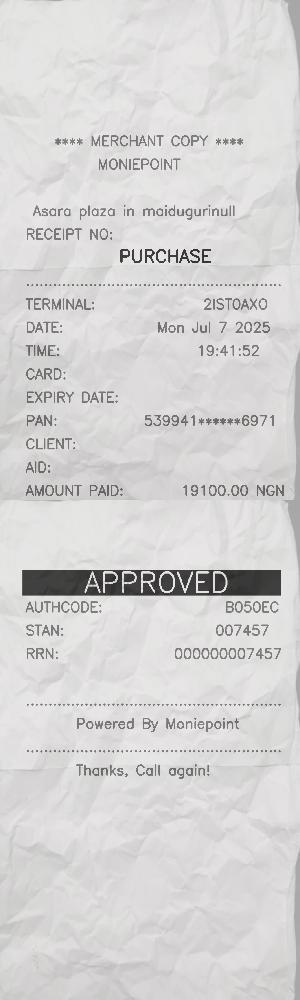 **** MERCHANT COPY ****
MONIEPOINT
Asara plaza in maidugurinull
RECEIPT NO:
PURCHASE
TERMINAL: 2IST0AXO
DATE: Mon Jul 7 2025
TIME: 19:41:52
CARD:
EXPIRY DATE:
PAN: 539941******6971
CLIENT:
AID:
AMOUNT PAID: 19100.00 NGN
APPROVED
AUTHCODE: B050EC
STAN: 007457
RRN: 000000007457
Powered By Moniepoint
Thanks, Call again!